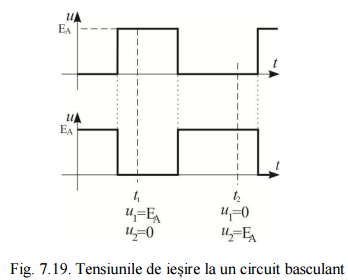 u
E_A
t
u
E_A
t
t₁ t₂
u₁=E_A u₁=0
u₂=0 u₂=E_A
Fig. 7.19. Tensiunile de ieşire la un circuit basculant